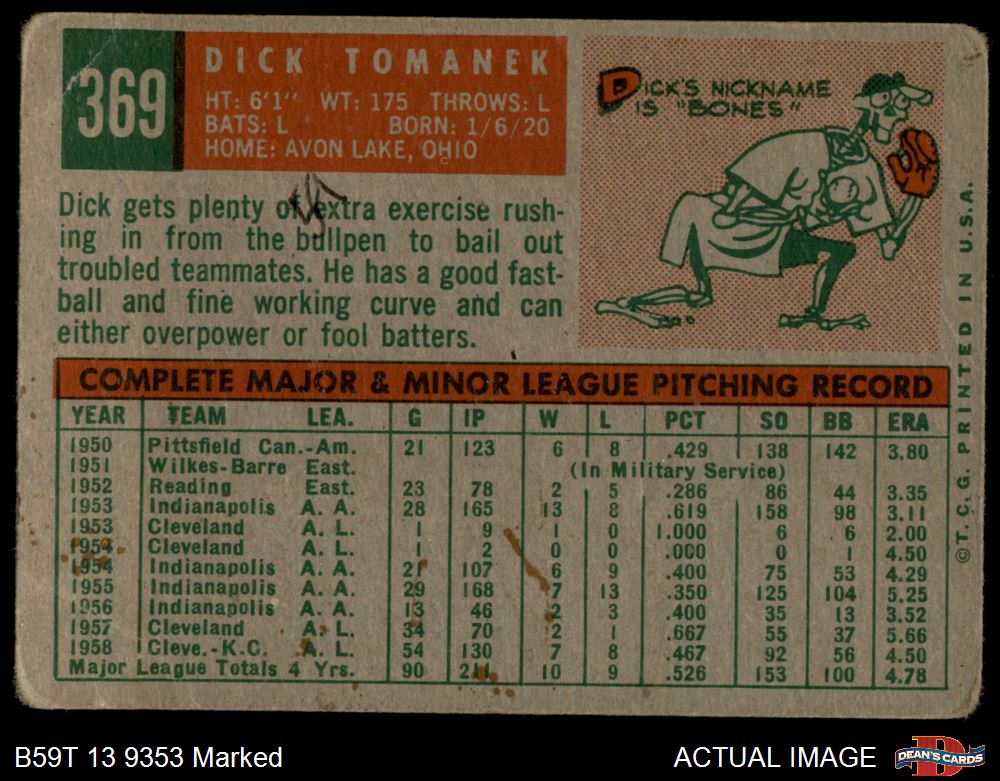 369
DICK TOMANEK
HT: 6'1" WT: 175 THROWS: L
BATS: L BORN: 1/6/20
HOME: AVON LAKE, OHIO
DICK'S NICKNAME
IS "BONES"
Dick gets plenty of extra exercise rush-
ing in from the bullpen to bail out
troubled teammates. He has a good fast-
ball and fine working curve and can
either overpower or fool batters.
COMPLETE MAJOR & MINOR LEAGUE PITCHING RECORD
YEAR TEAM LEA. G IP W L PCT SO BB ERA
1950 Pittsfield Can.-Am. 21 123 6 8 .429 138 142 3.80
1951 Wilkes-Barre East. (In Military Service)
1952 Reading East. 23 78 2 5 .286 86 44 3.35
1953 Indianapolis A. A. 28 165 13 8 .619 158 98 3.11
1953 Cleveland A. L. 1 9 1 0 1.000 6 6 2.00
1954 Cleveland A. L. 1 2 0 0 .000 0 1 4.50
1954 Indianapolis A. A. 21 107 6 9 .400 75 53 4.29
1955 Indianapolis A. A. 29 168 7 13 .350 125 104 5.25
1956 Indianapolis A. A. 13 46 2 3 .400 35 13 3.52
1957 Cleveland A. L. 34 70 2 1 .667 55 37 5.66
1958 Cleve.-K.C. A. L. 54 130 7 8 .467 92 56 4.50
Major League Totals 4 Yrs. 90 211 10 9 .526 153 100 4.78
©T.C.G. PRINTED IN U.S.A.
B59T 13 9353 Marked
ACTUAL IMAGE
D
DEAN'S CARDS